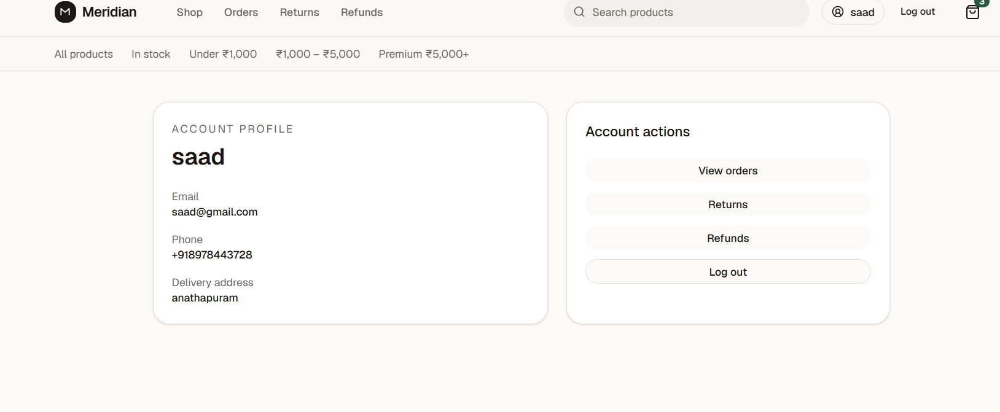 M Meridian Shop Orders Returns Refunds Search products saad Log out 3
All products In stock Under ₹1,000 ₹1,000 – ₹5,000 Premium ₹5,000+
ACCOUNT PROFILE
saad
Email
saad@gmail.com
Phone
+918978443728
Delivery address
anathapuram
Account actions
View orders
Returns
Refunds
Log out